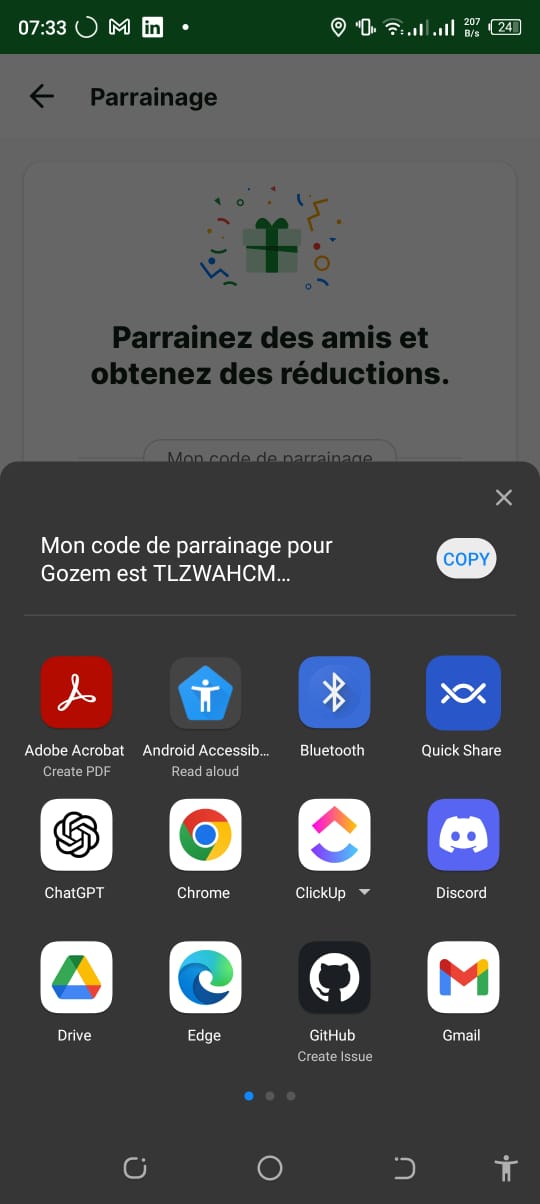 07:33
207
B/s
24
Parrainage
Parrainez des amis et
obtenez des réductions.
Mon code de parrainage
Mon code de parrainage pour
Gozem est TLZWAHCM…
COPY
Adobe Acrobat
Create PDF
Android Accessib…
Read aloud
Bluetooth
Quick Share
ChatGPT
Chrome
ClickUp
Discord
Drive
Edge
GitHub
Create Issue
Gmail